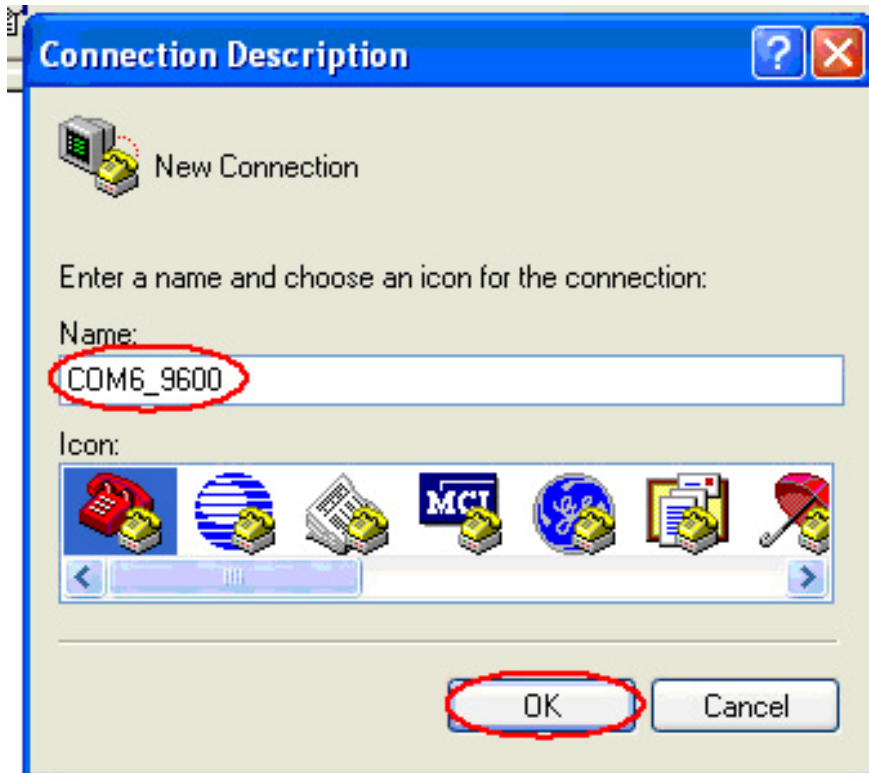 Connection Description
New Connection
Enter a name and choose an icon for the connection:
Name:
COM6_9600
Icon:
MCI
OK
Cancel